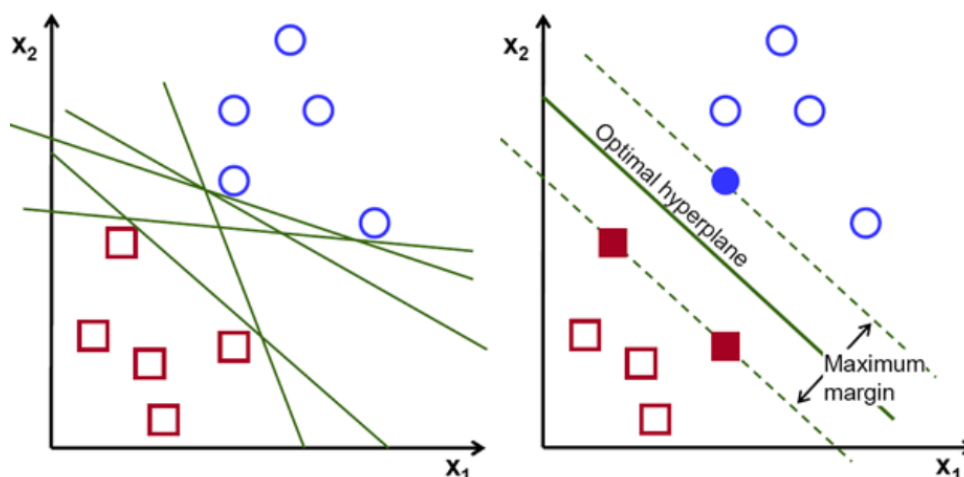 x₂
x₁
x₂
Optimal hyperplane
Maximum
margin
x₁